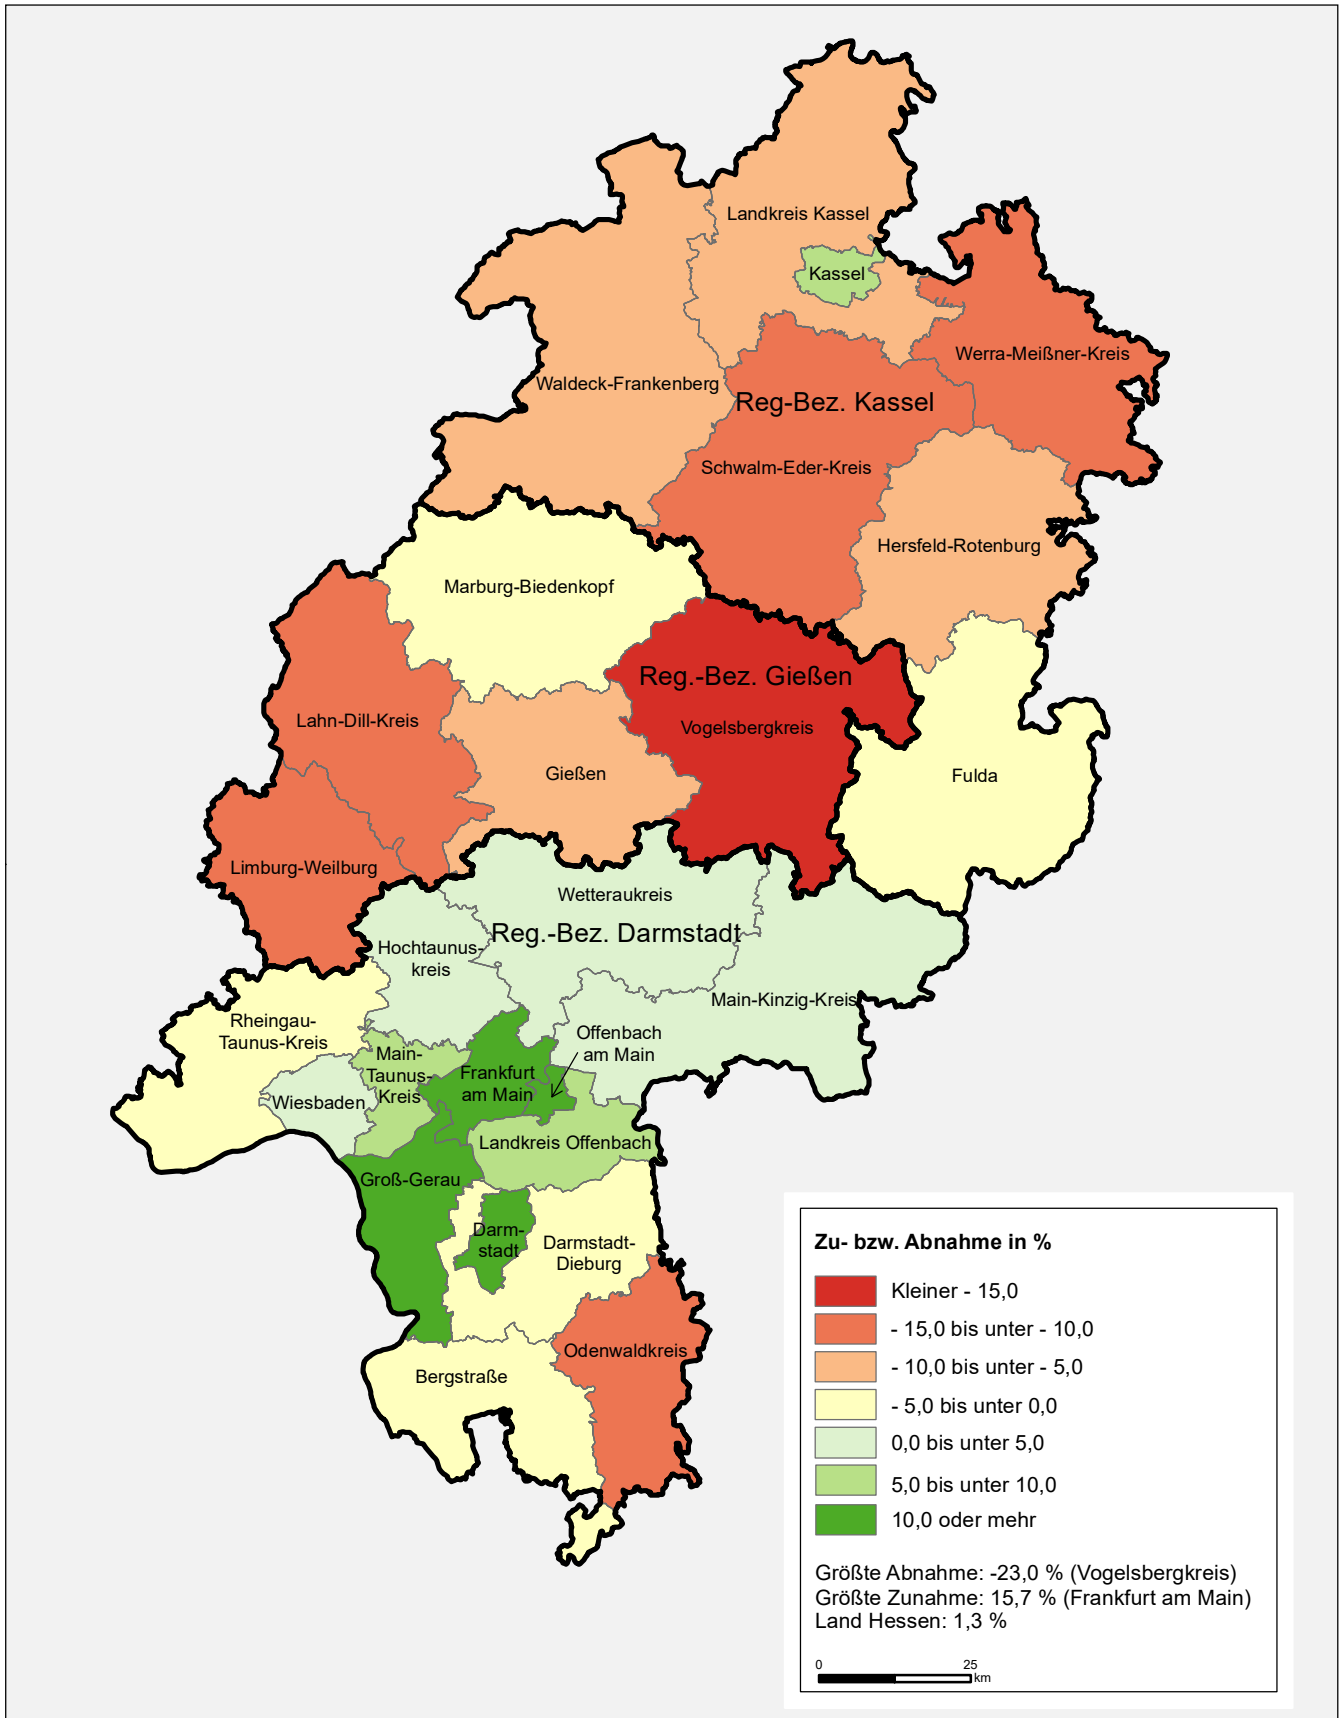 Landkreis Kassel
Kassel
Werra-Meißner-Kreis
Waldeck-Frankenberg
Reg-Bez. Kassel
Schwalm-Eder-Kreis
Hersfeld-Rotenburg
Marburg-Biedenkopf
Reg.-Bez. Gießen
Lahn-Dill-Kreis
Vogelsbergkreis
Gießen
Fulda
Limburg-Weilburg
Wetteraukreis
Reg.-Bez. Darmstadt
Hochtaunus-
kreis
Main-Kinzig-Kreis
Rheingau-
Taunus-Kreis
Offenbach
am Main
Main-
Taunus-
Kreis
Frankfurt
am Main
Wiesbaden
Landkreis Offenbach
Groß-Gerau
Darm-
stadt
Darmstadt-
Dieburg
Odenwaldkreis
Bergstraße
Zu- bzw. Abnahme in %
Kleiner - 15,0
- 15,0 bis unter - 10,0
- 10,0 bis unter - 5,0
- 5,0 bis unter 0,0
0,0 bis unter 5,0
5,0 bis unter 10,0
10,0 oder mehr
Größte Abnahme: -23,0 % (Vogelsbergkreis)
Größte Zunahme: 15,7 % (Frankfurt am Main)
Land Hessen: 1,3 %
0 25
km